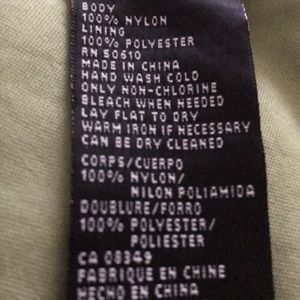 BODY
100% NYLON
LINING
100% POLYESTER
RN 50610
MADE IN CHINA
HAND WASH COLD
ONLY NON-CHLORINE
BLEACH WHEN NEEDED
LAY FLAT TO DRY
WARM IRON IF NECESSARY
CAN BE DRY CLEANED
CORPS/CUERPO
100% NYLON/
NILON POLIAMIDA
DOUBLURE/FORRO
100% POLYESTER/
POLIESTER
CA 08349
FABRIQUE EN CHINE
HECHO EN CHINA